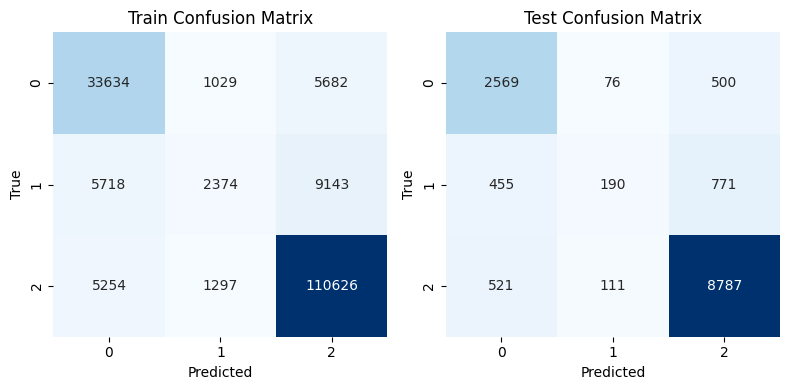 Train Confusion Matrix
0 33634 1029 5682
1 5718 2374 9143
2 5254 1297 110626
0 1 2
True
Predicted
Test Confusion Matrix
0 2569 76 500
1 455 190 771
2 521 111 8787
0 1 2
True
Predicted